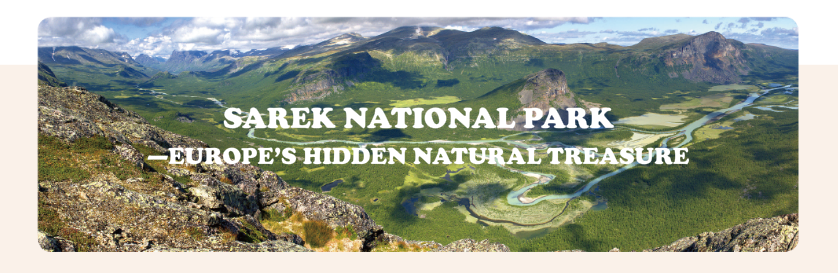 SAREK NATIONAL PARK
—EUROPE'S HIDDEN NATURAL TREASURE